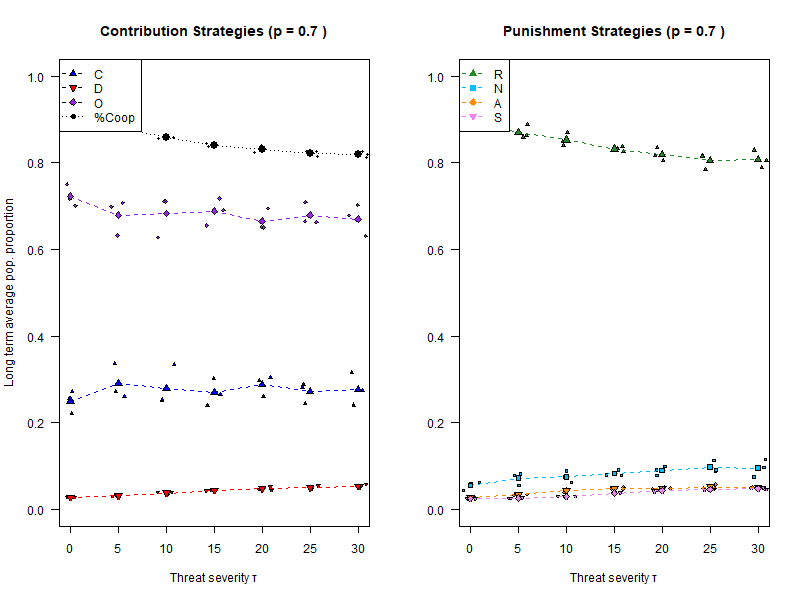 Contribution Strategies (p = 0.7 )
C
D
O
%Coop
Long term average pop. proportion
1.0
0.8
0.6
0.4
0.2
0.0
0 5 10 15 20 25 30
Threat severity τ
Punishment Strategies (p = 0.7 )
R
N
A
S
1.0
0.8
0.6
0.4
0.2
0.0
0 5 10 15 20 25 30
Threat severity τ